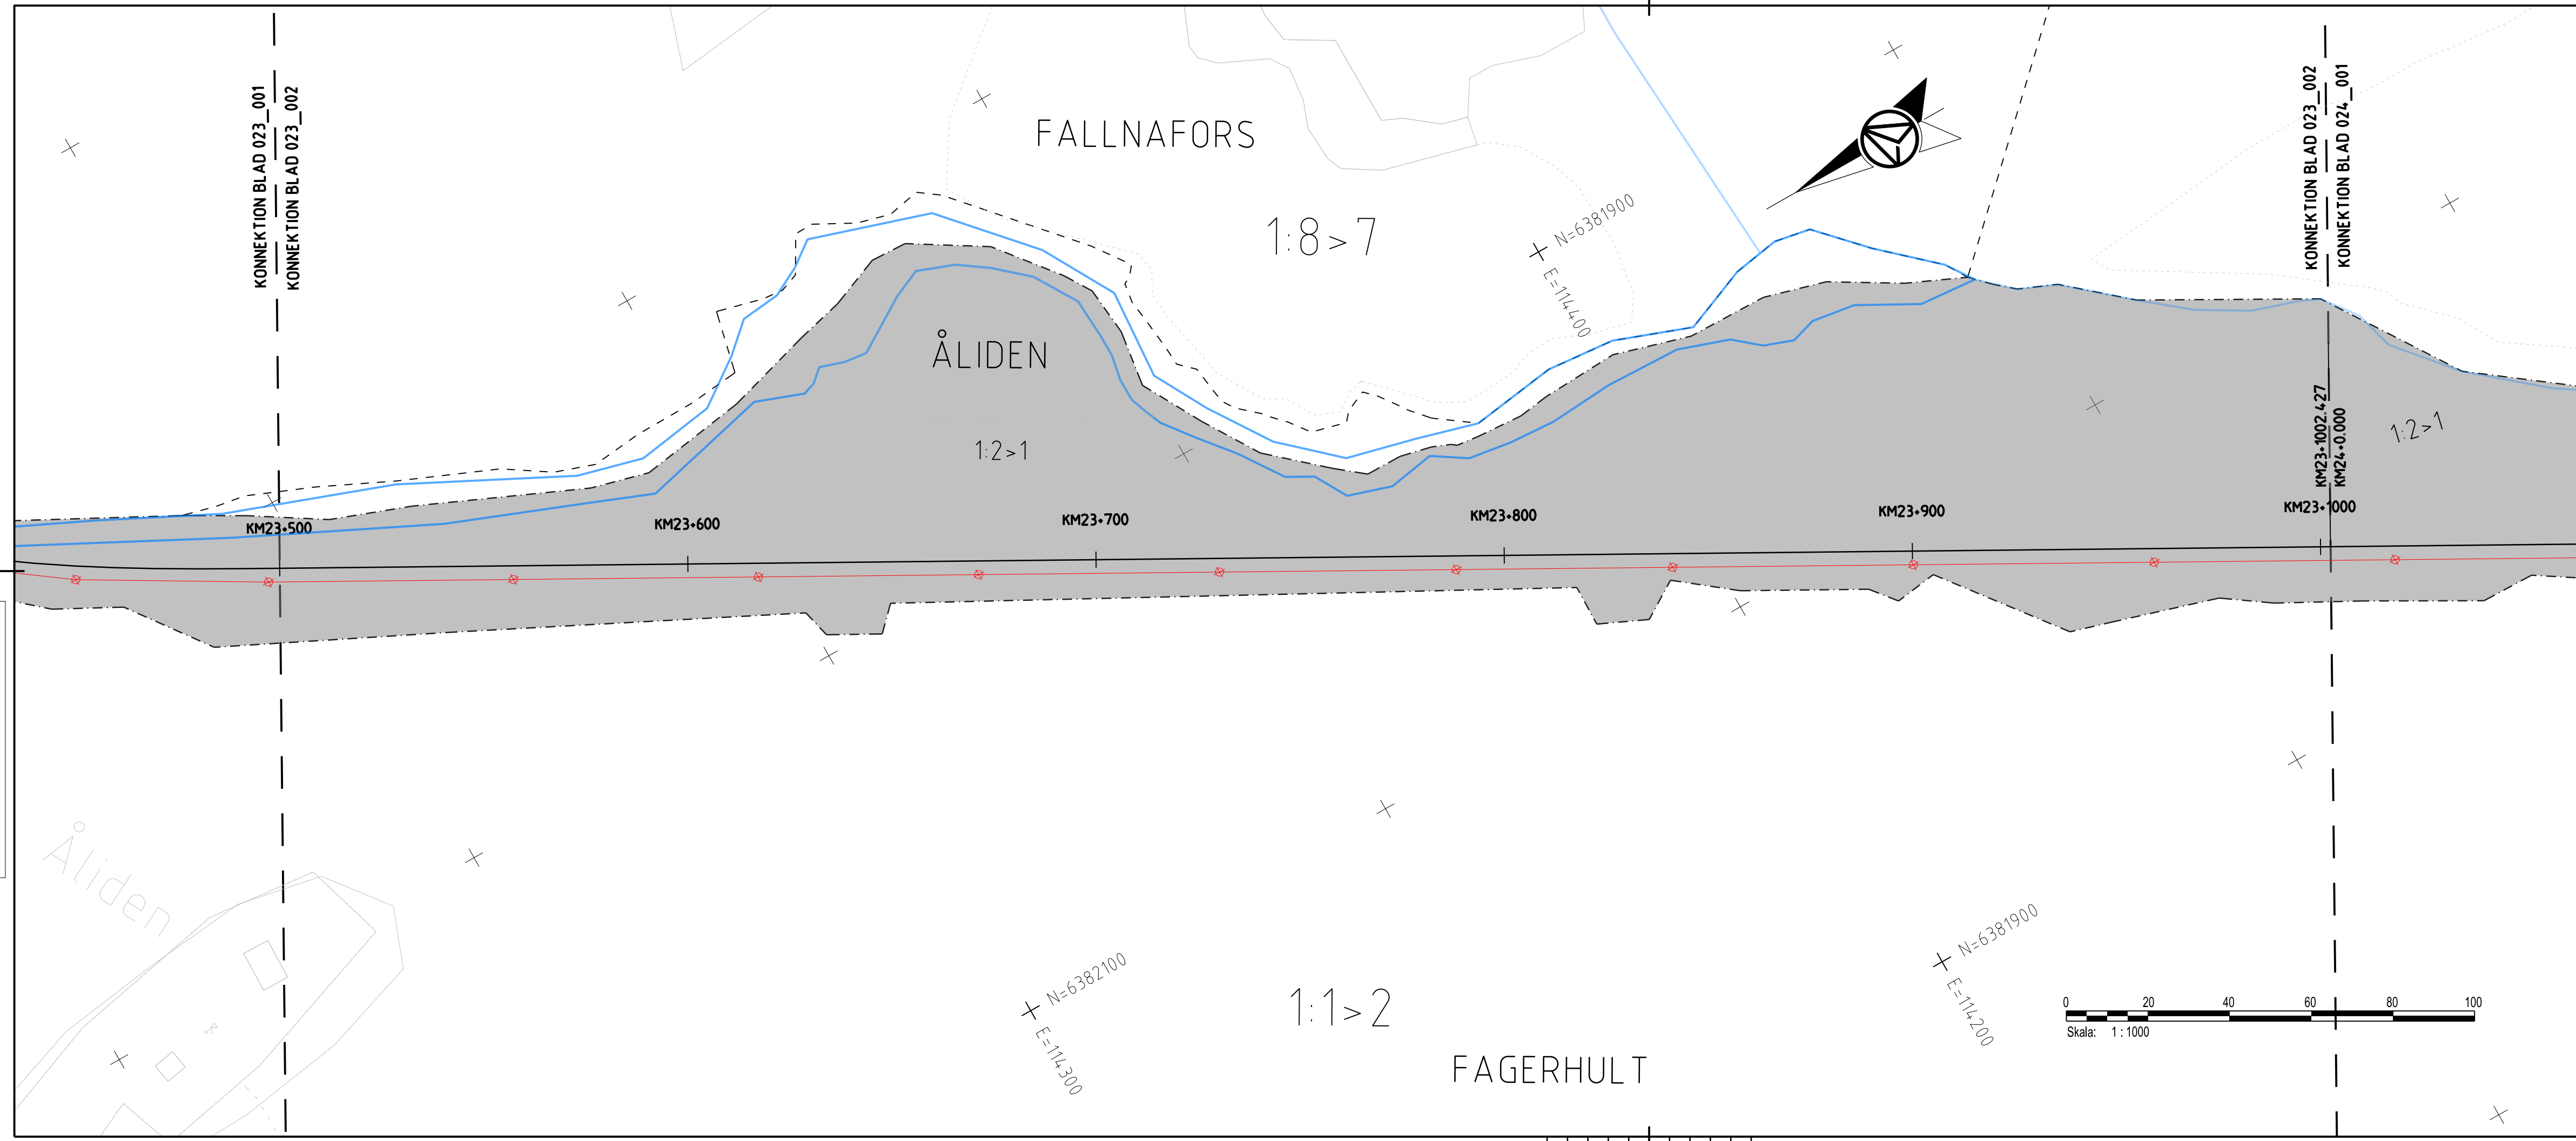 KONNEKTION BLAD 023_001
KONNEKTION BLAD 023_002
KONNEKTION BLAD 023_002
KONNEKTION BLAD 024_001
FALLNAFORS
1:8>7
N=6381900
E=114400
ÅLIDEN
1:2>1
KM23+1002.427
KM24+0.000
1:2>1
KM23+500
KM23+600
KM23+700
KM23+800
KM23+900
KM23+1000
Åliden
N=6382100
E=114300
1:1>2
FAGERHULT
N=6381900
E=114200
0 20 40 60 80 100
Skala: 1 : 1000